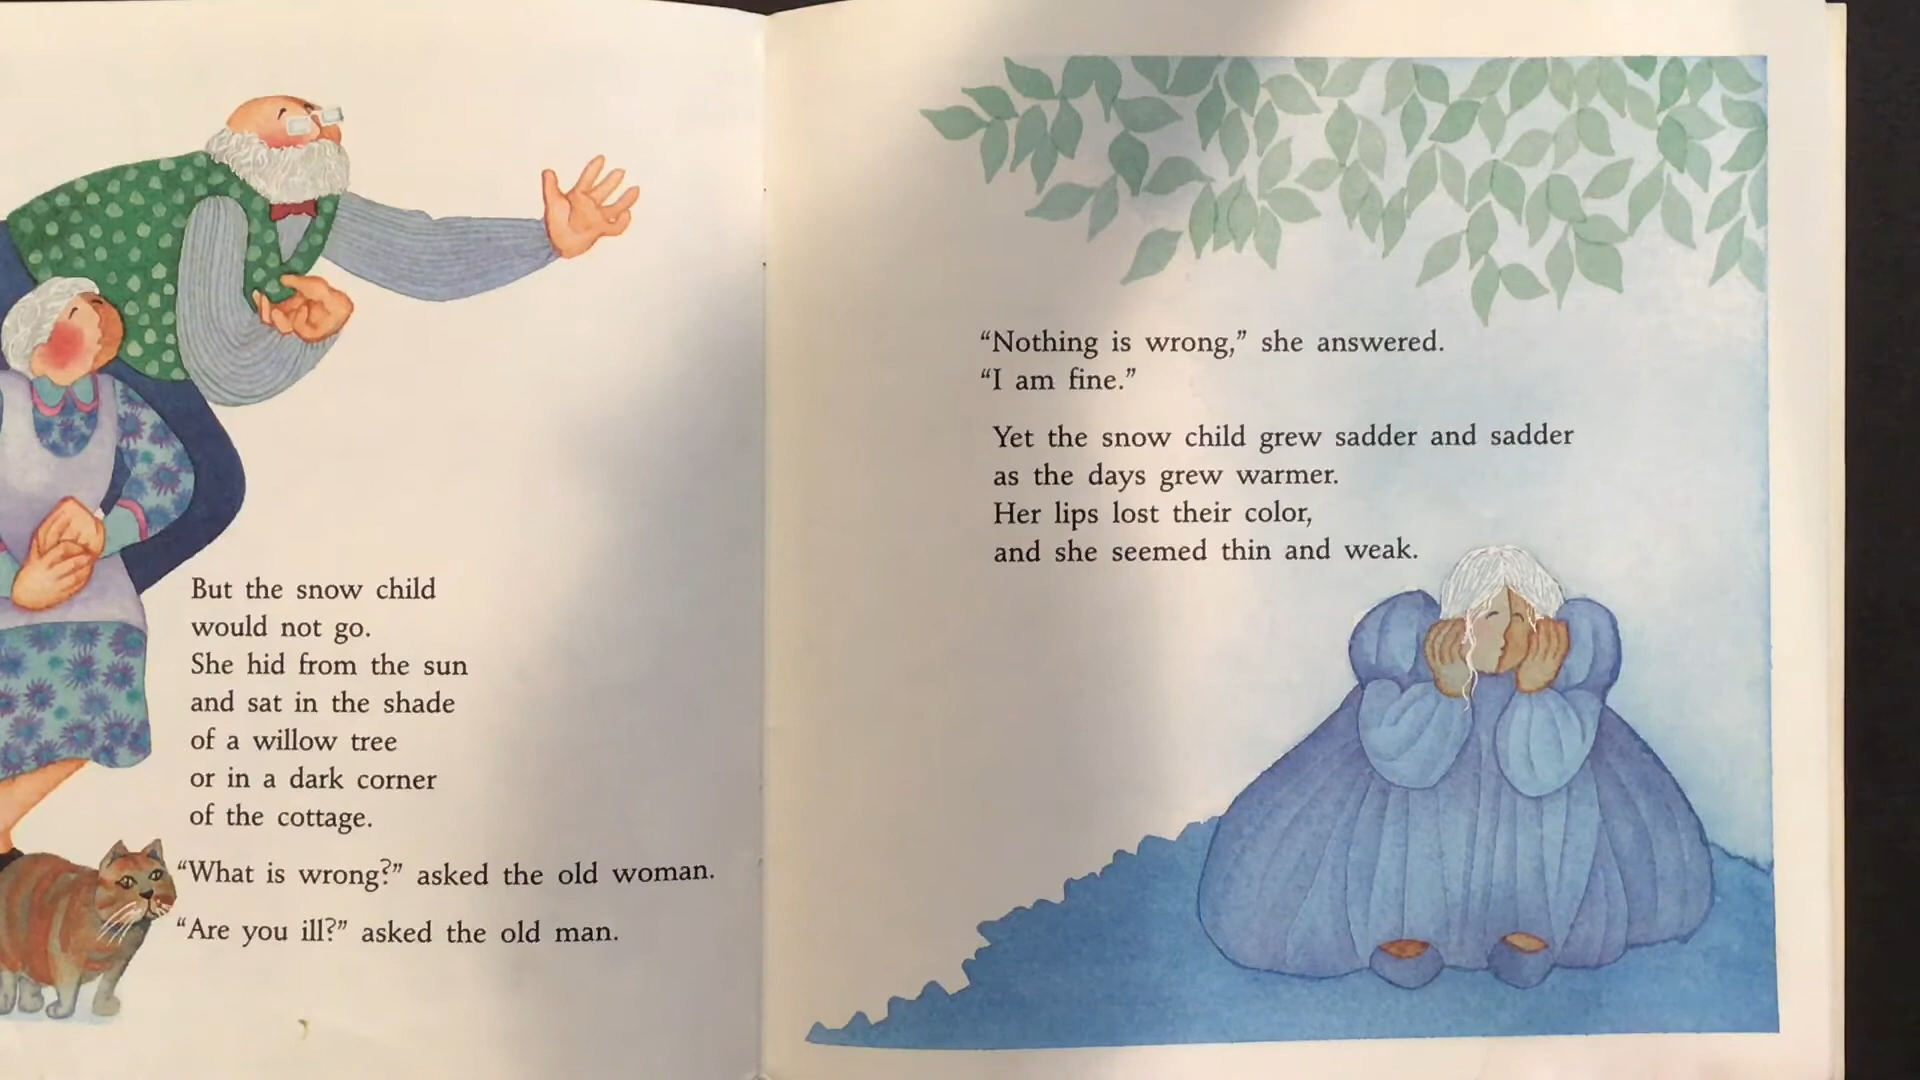 But the snow child
would not go.
She hid from the sun
and sat in the shade
of a willow tree
or in a dark corner
of the cottage.
“What is wrong?” asked the old woman.
“Are you ill?” asked the old man.
“Nothing is wrong,” she answered.
“I am fine.”
Yet the snow child grew sadder and sadder
as the days grew warmer.
Her lips lost their color,
and she seemed thin and weak.